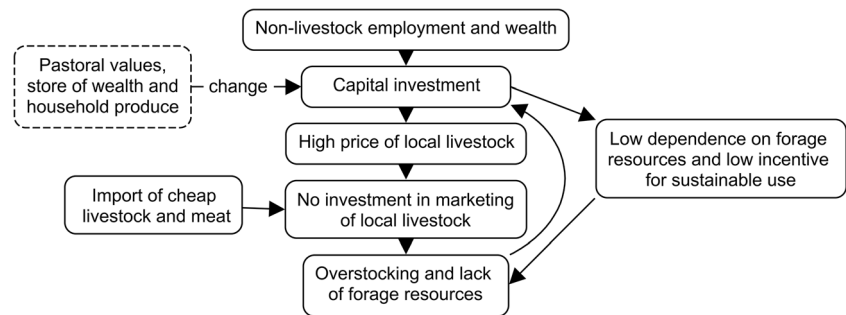 Non-livestock employment and wealth
Pastoral values,
store of wealth and
household produce
change
Capital investment
High price of local livestock
Low dependence on forage
resources and low incentive
for sustainable use
Import of cheap
livestock and meat
No investment in marketing
of local livestock
Overstocking and lack
of forage resources